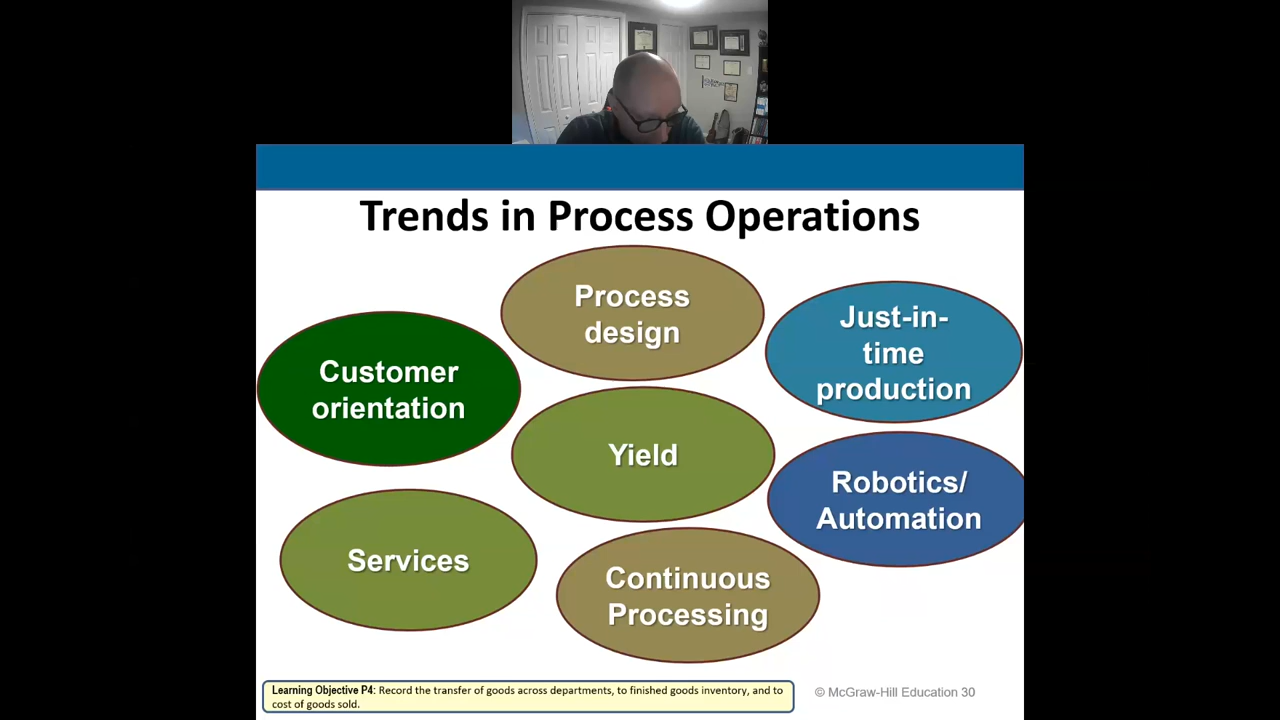 Trends in Process Operations
Process
design
Just-in-
time
production
Customer
orientation
Yield
Robotics/
Automation
Services
Continuous
Processing
Learning Objective P4: Record the transfer of goods across departments, to finished goods inventory, and to
cost of goods sold.
© McGraw-Hill Education 30